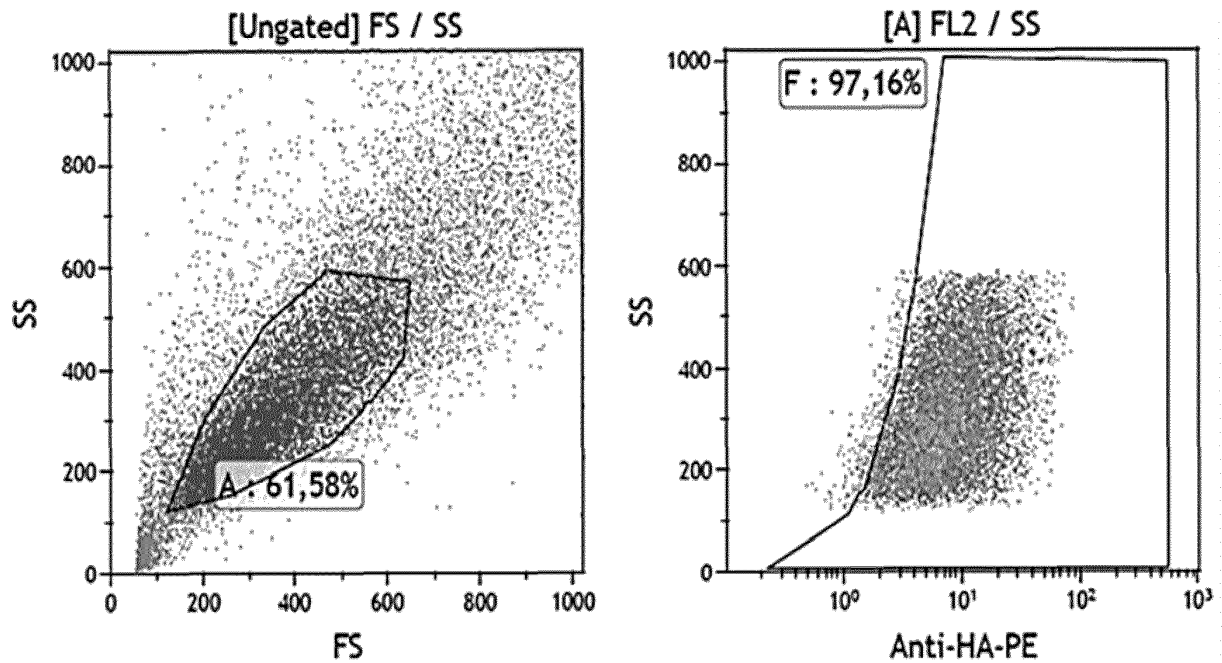 [Ungated] FS / SS
1000
800
600
400
200
0
SS
A : 61,58%
0 200 400 600 800 1000
FS
[A] FL2 / SS
1000
800
600
400
200
0
SS
F : 97,16%
10⁰ 10¹ 10² 10³
Anti-HA-PE